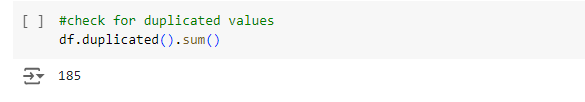 [ ] #check for duplicated values
df.duplicated().sum()
185